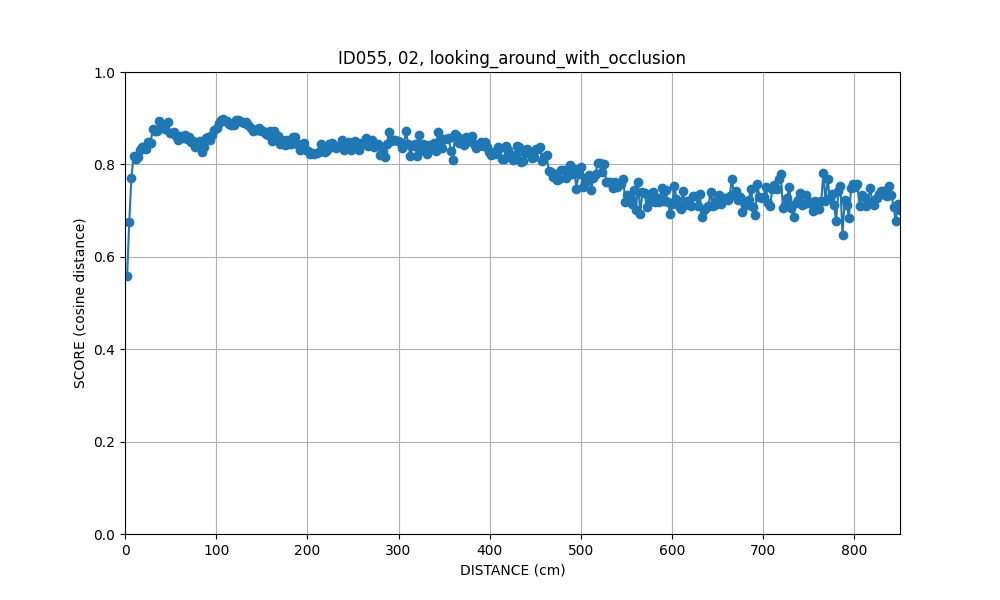 ID055, 02, looking_around_with_occlusion
1.0
0.8
0.6
0.4
0.2
0.0
SCORE (cosine distance)
0 100 200 300 400 500 600 700 800
DISTANCE (cm)